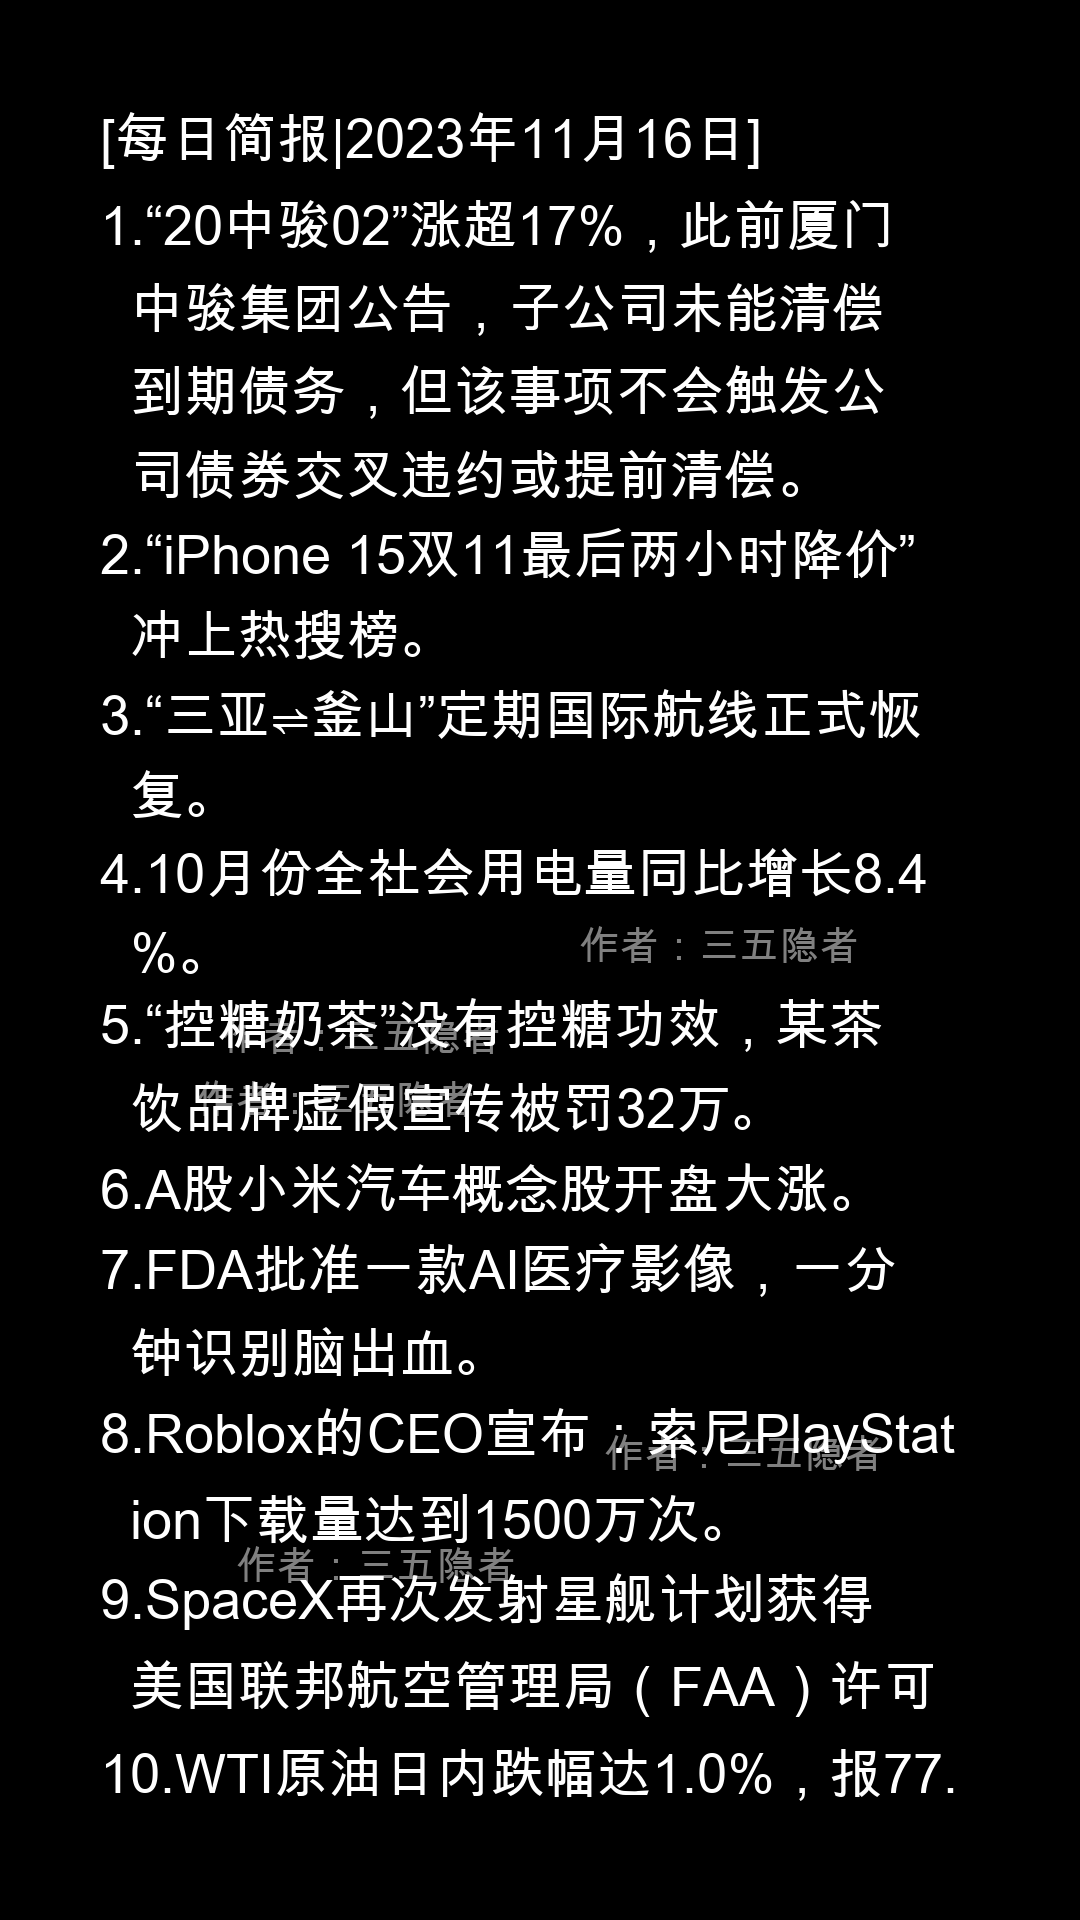 [每日简报|2023年11月16日]
1.“20中骏02”涨超17%，此前厦门
中骏集团公告，子公司未能清偿
到期债务，但该事项不会触发公
司债券交叉违约或提前清偿。
2.“iPhone 15双11最后两小时降价”
冲上热搜榜。
3.“三亚⇌釜山”定期国际航线正式恢
复。
4.10月份全社会用电量同比增长8.4
%。
作者：三五隐者
5.“控糖奶茶”没有控糖功效，某茶
作者：三五隐者
饮品牌虚假宣传被罚32万。
作者：三五隐者
6.A股小米汽车概念股开盘大涨。
7.FDA批准一款AI医疗影像，一分
钟识别脑出血。
8.Roblox的CEO宣布：索尼PlayStat
作者：三五隐者
ion下载量达到1500万次。
作者：三五隐者
9.SpaceX再次发射星舰计划获得
美国联邦航空管理局（FAA）许可
10.WTI原油日内跌幅达1.0%，报77.